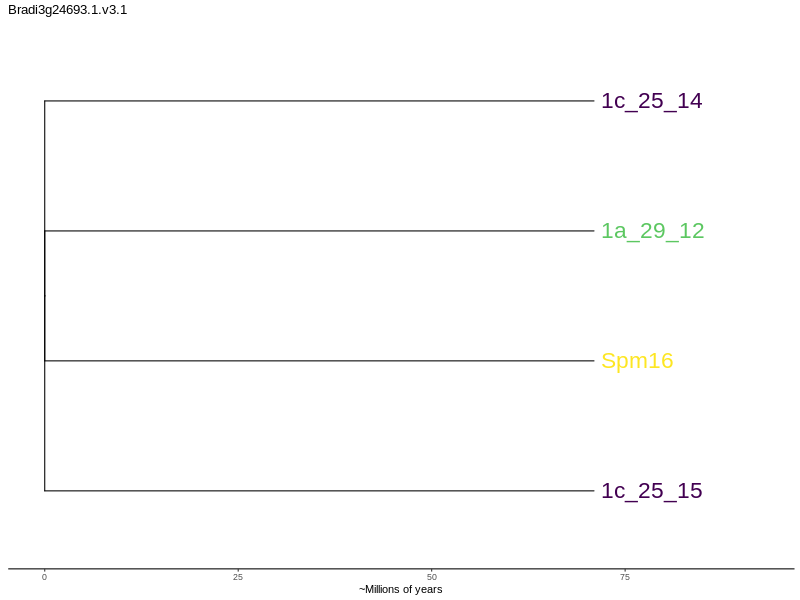 Bradi3g24693.1.v3.1
1c_25_14
1a_29_12
Spm16
1c_25_15
0 25 50 75
~Millions of years